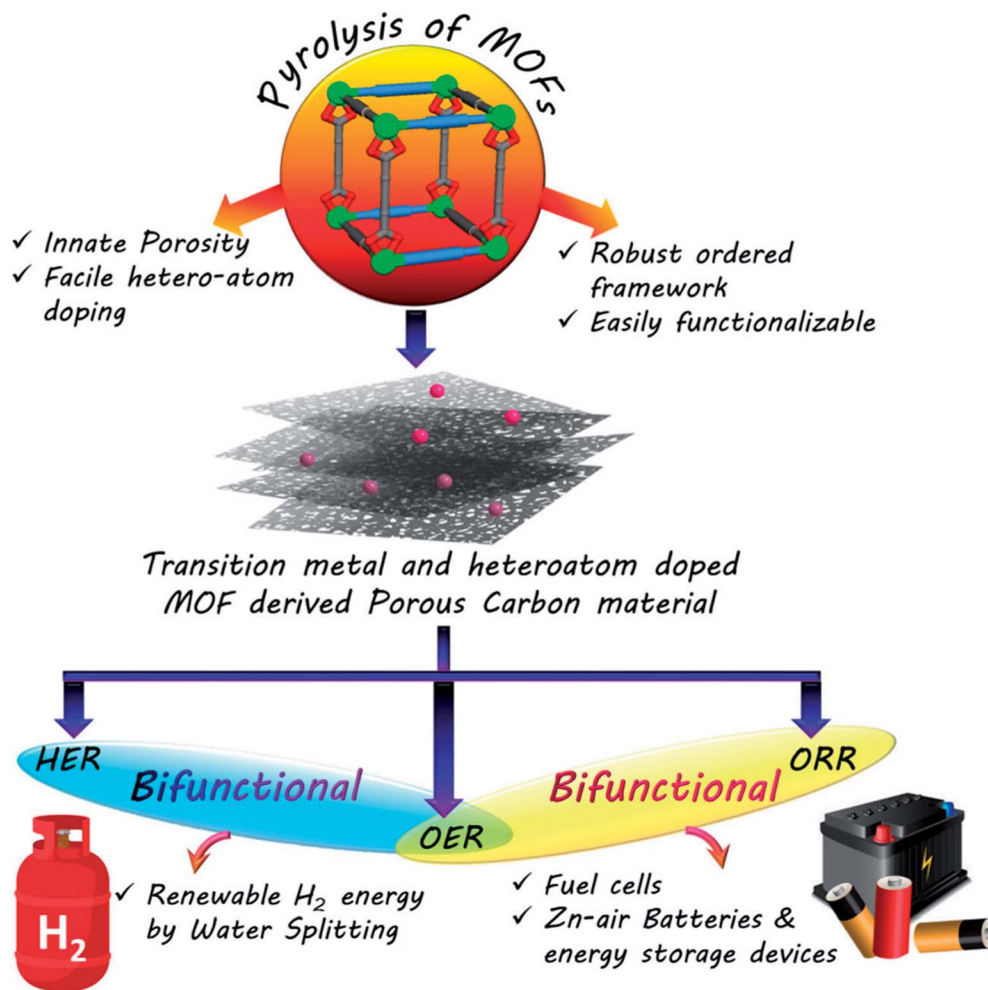 Pyrolysis of MOFs
✓ Innate Porosity
✓ Facile hetero-atom
doping
✓ Robust ordered
framework
✓ Easily functionalizable
Transition metal and heteroatom doped
MOF derived Porous Carbon material
HER
ORR
Bifunctional
Bifunctional
OER
H₂
✓ Renewable H₂ energy
by Water Splitting
✓ Fuel cells
✓ Zn-air Batteries &
energy storage devices